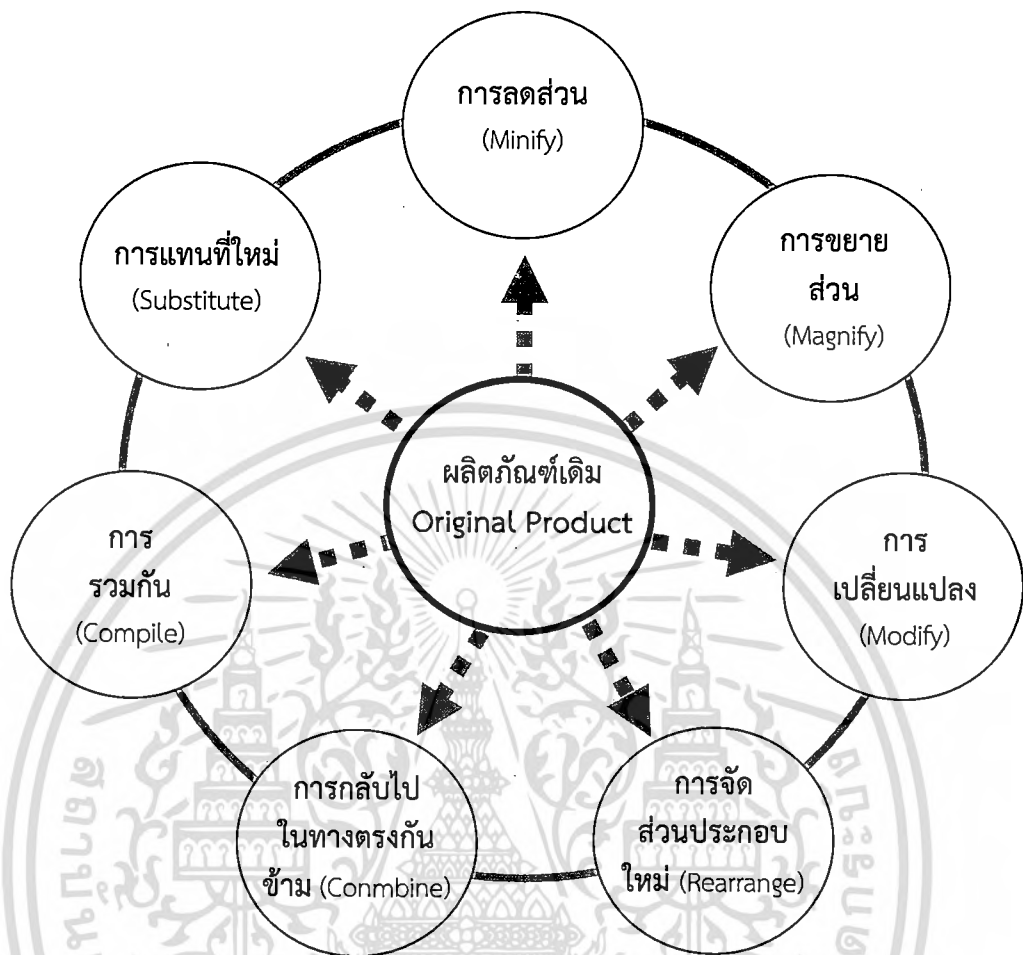 การลดส่วน
(Minify)
การขยาย
ส่วน
(Magnify)
การ
เปลี่ยนแปลง
(Modify)
การจัด
ส่วนประกอบ
ใหม่ (Rearrange)
การกลับไป
ในทางตรงกัน
ข้าม (Conmbine)
การ
รวมกัน
(Compile)
การแทนที่ใหม่
(Substitute)
ผลิตภัณฑ์เดิม
Original Product